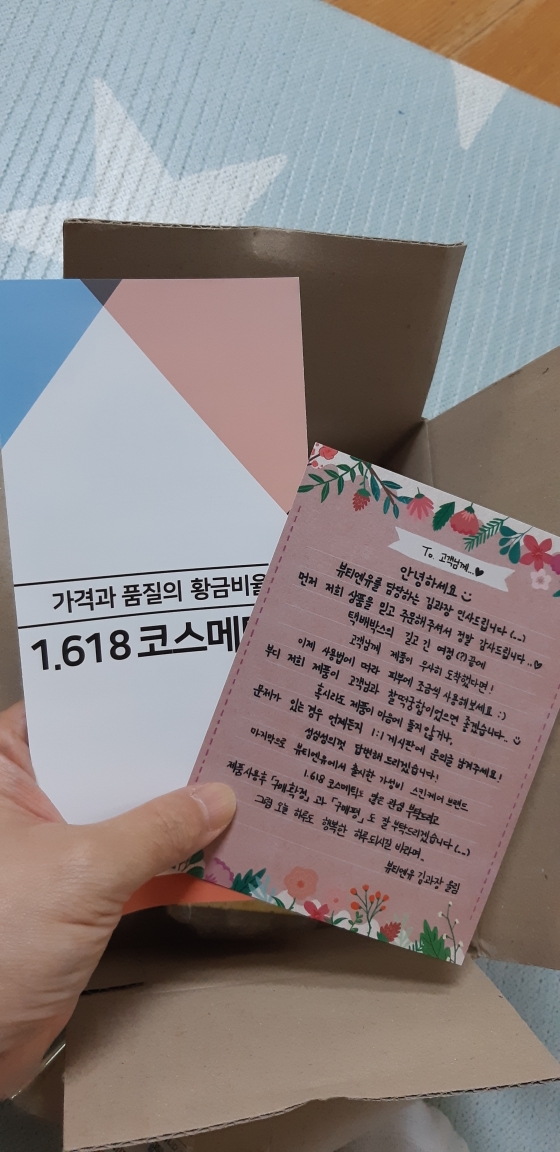 가격과 품질의 황금비율
1.618 코스메
To. 고객님께...♥
안녕하세요 :)
뷰티앤유를 담당하는 김과장 인사드립니다 (__)
먼저 저희 상품을 믿고 주문해주셔서 정말 감사드립니다..♥
택배박스의 길고 긴 여정(?)끝에
고객님께 제품이 무사히 도착했다면!
이제 사용법에 따라 피부에 조금씩 사용해보세요 :)
부디 저희 제품이 고객님과 찰떡궁합이었으면 좋겠습니다.. :)
혹시라도 제품이 마음에 들지않거나,
문제가 있는 경우 언제든지 1:1 게시판에 문의를 남겨주세요!
성심성의껏 답변해 드리겠습니다!
마지막으로 뷰티앤유에서 출시한 가성비 스킨케어 브랜드
1.618 코스메틱도 많은 관심 부탁드리고
제품사용후「구매확정」과「구매평」도 잘 부탁드리겠습니다 (__)
그럼 오늘 하루도 행복한 하루되시길 바라며..
뷰티앤유 김과장 올림